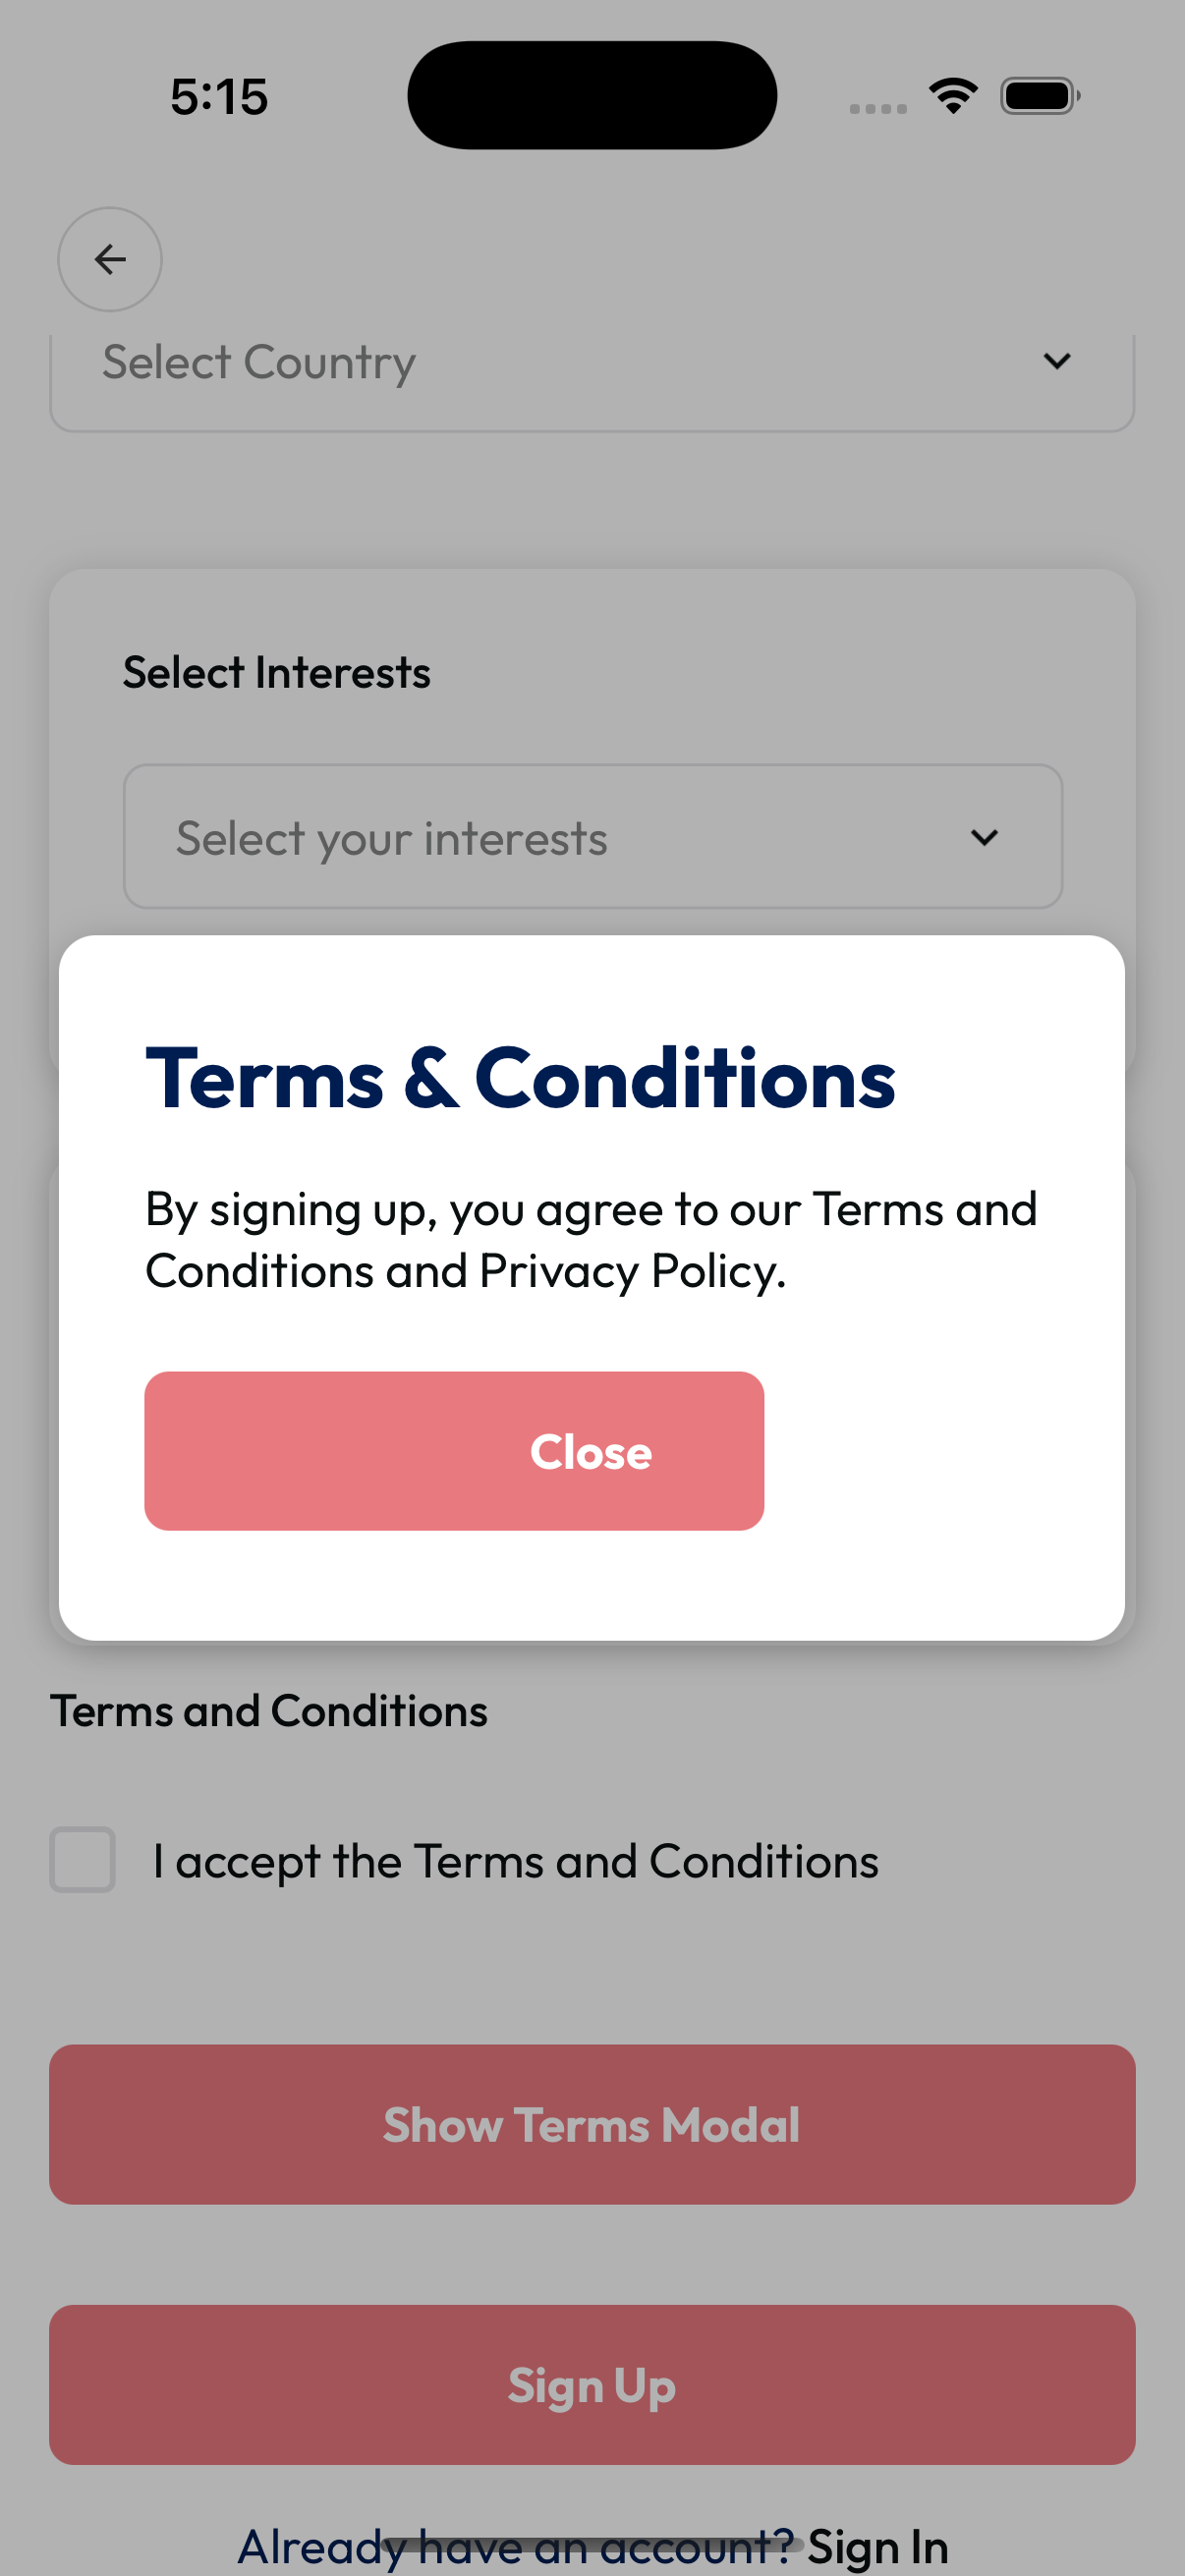 5:15
Select Country
Select Interests
Select your interests
Terms & Conditions
By signing up, you agree to our Terms and
Conditions and Privacy Policy.
Close
Terms and Conditions
I accept the Terms and Conditions
Show Terms Modal
Sign Up
Already have an account? Sign In